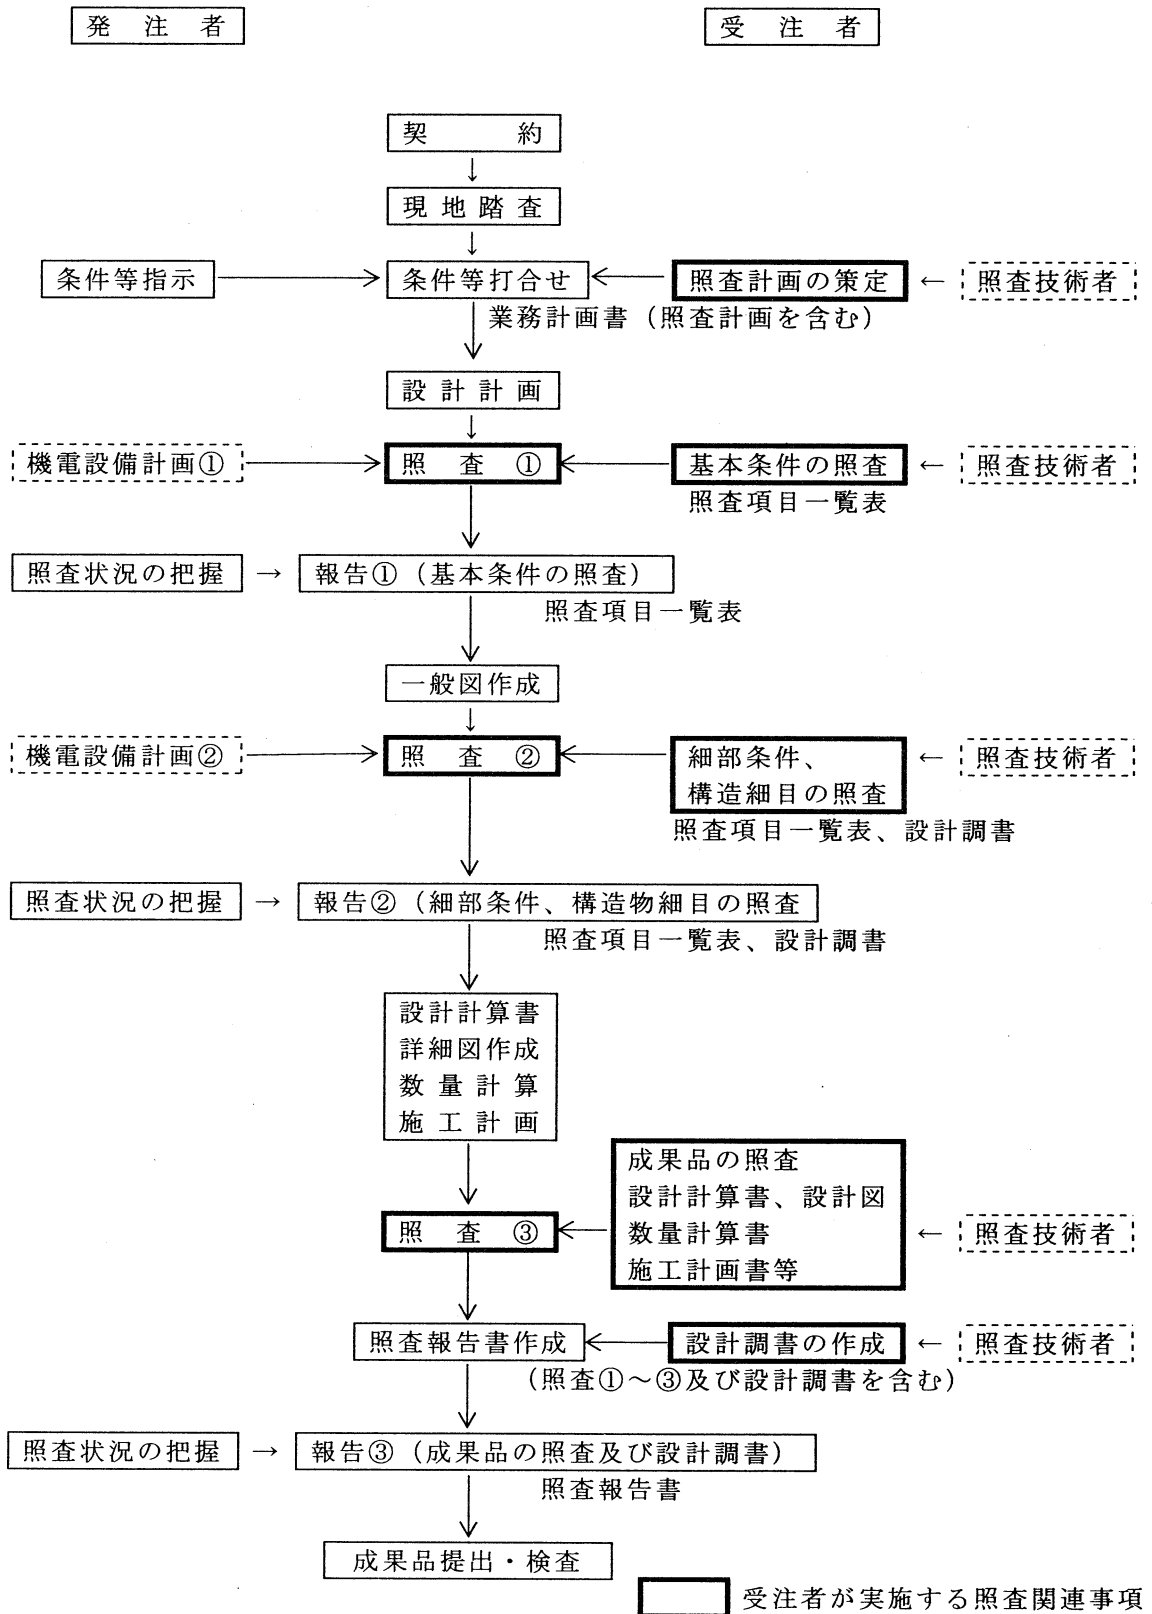 発注者
受注者
契約
↓
現地踏査
↓
条件等指示
条件等打合せ
照査計画の策定
←
照査技術者
業務計画書（照査計画を含む）
設計計画
↓
機電設備計画①
照査①
基本条件の照査
←
照査技術者
照査項目一覧表
照査状況の把握
→
報告①（基本条件の照査）
照査項目一覧表
一般図作成
↓
機電設備計画②
照査②
細部条件、
構造細目の照査
←
照査技術者
照査項目一覧表、設計調書
照査状況の把握
→
報告②（細部条件、構造物細目の照査
照査項目一覧表、設計調書
設計計算書
詳細図作成
数量計算
施工計画
照査③
成果品の照査
設計計算書、設計図
数量計算書
施工計画書等
←
照査技術者
照査報告書作成
設計調書の作成
←
照査技術者
（照査①～③及び設計調書を含む）
照査状況の把握
→
報告③（成果品の照査及び設計調書）
照査報告書
成果品提出・検査
受注者が実施する照査関連事項